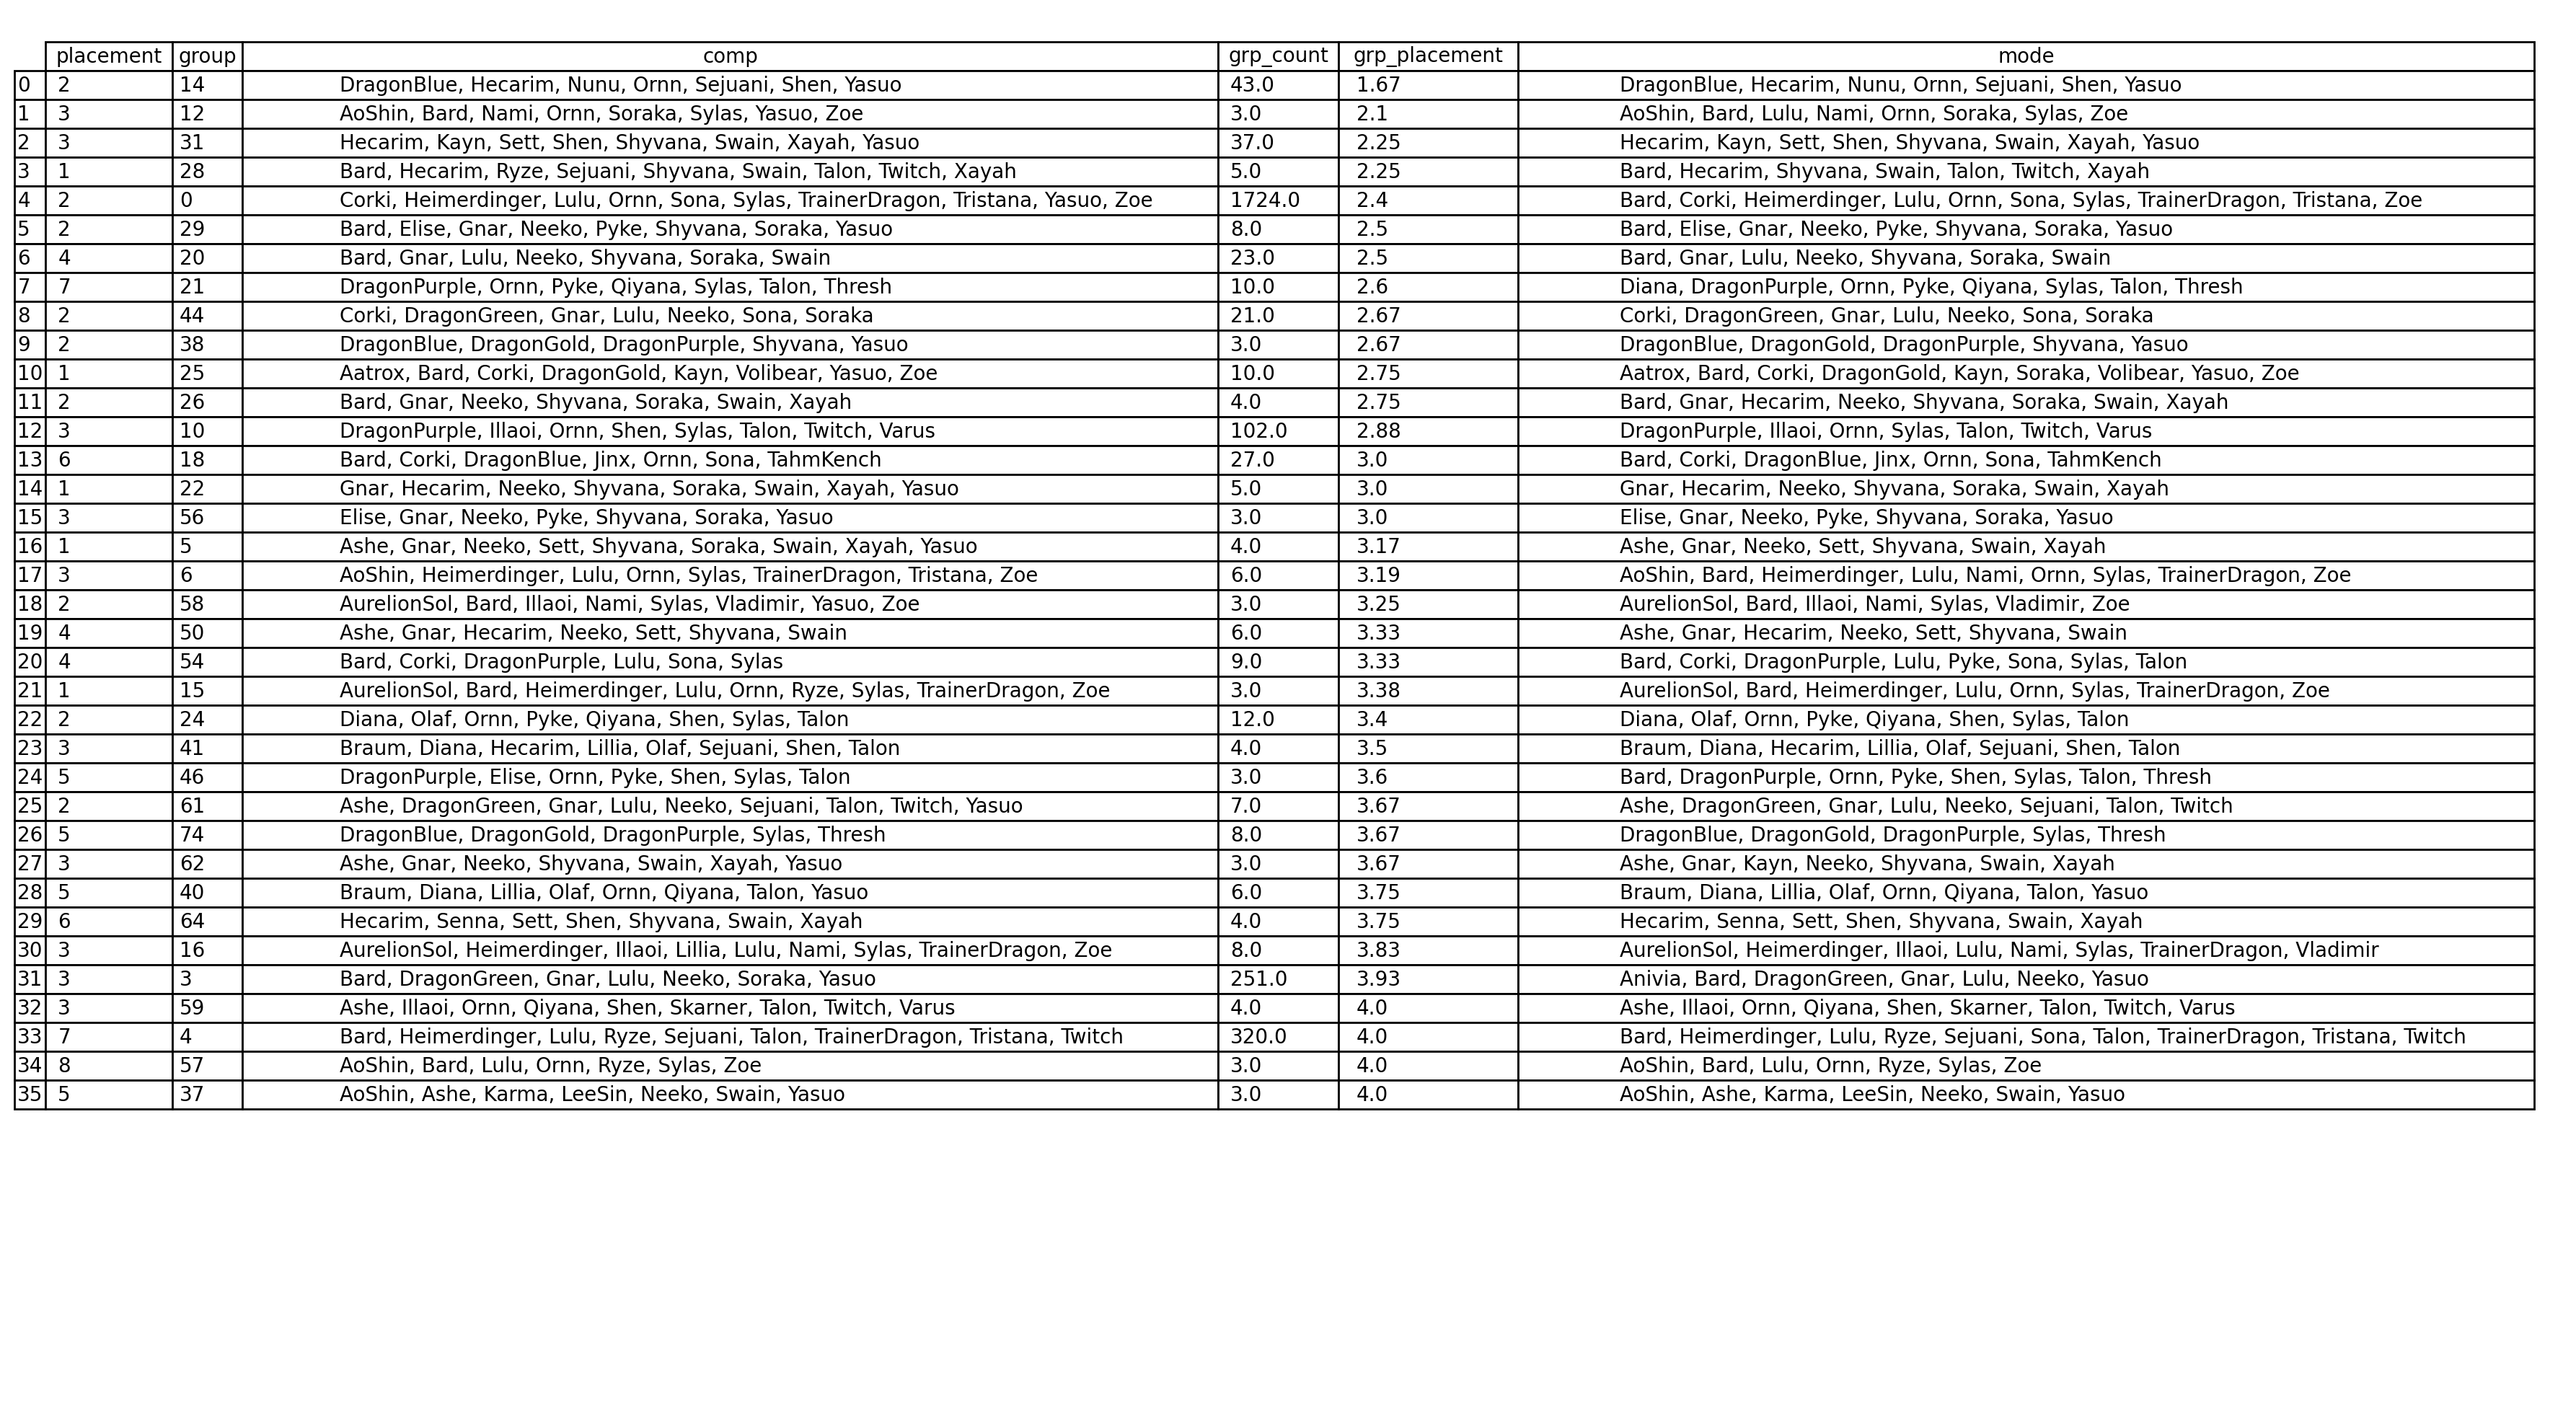 placement group comp grp_count grp_placement mode
0 2 14 DragonBlue, Hecarim, Nunu, Ornn, Sejuani, Shen, Yasuo 43.0 1.67 DragonBlue, Hecarim, Nunu, Ornn, Sejuani, Shen, Yasuo
1 3 12 AoShin, Bard, Nami, Ornn, Soraka, Sylas, Yasuo, Zoe 3.0 2.1 AoShin, Bard, Lulu, Nami, Ornn, Soraka, Sylas, Zoe
2 3 31 Hecarim, Kayn, Sett, Shen, Shyvana, Swain, Xayah, Yasuo 37.0 2.25 Hecarim, Kayn, Sett, Shen, Shyvana, Swain, Xayah, Yasuo
3 1 28 Bard, Hecarim, Ryze, Sejuani, Shyvana, Swain, Talon, Twitch, Xayah 5.0 2.25 Bard, Hecarim, Shyvana, Swain, Talon, Twitch, Xayah
4 2 0 Corki, Heimerdinger, Lulu, Ornn, Sona, Sylas, TrainerDragon, Tristana, Yasuo, Zoe 1724.0 2.4 Bard, Corki, Heimerdinger, Lulu, Ornn, Sona, Sylas, TrainerDragon, Tristana, Zoe
5 2 29 Bard, Elise, Gnar, Neeko, Pyke, Shyvana, Soraka, Yasuo 8.0 2.5 Bard, Elise, Gnar, Neeko, Pyke, Shyvana, Soraka, Yasuo
6 4 20 Bard, Gnar, Lulu, Neeko, Shyvana, Soraka, Swain 23.0 2.5 Bard, Gnar, Lulu, Neeko, Shyvana, Soraka, Swain
7 7 21 DragonPurple, Ornn, Pyke, Qiyana, Sylas, Talon, Thresh 10.0 2.6 Diana, DragonPurple, Ornn, Pyke, Qiyana, Sylas, Talon, Thresh
8 2 44 Corki, DragonGreen, Gnar, Lulu, Neeko, Sona, Soraka 21.0 2.67 Corki, DragonGreen, Gnar, Lulu, Neeko, Sona, Soraka
9 2 38 DragonBlue, DragonGold, DragonPurple, Shyvana, Yasuo 3.0 2.67 DragonBlue, DragonGold, DragonPurple, Shyvana, Yasuo
10 1 25 Aatrox, Bard, Corki, DragonGold, Kayn, Volibear, Yasuo, Zoe 10.0 2.75 Aatrox, Bard, Corki, DragonGold, Kayn, Soraka, Volibear, Yasuo, Zoe
11 2 26 Bard, Gnar, Neeko, Shyvana, Soraka, Swain, Xayah 4.0 2.75 Bard, Gnar, Hecarim, Neeko, Shyvana, Soraka, Swain, Xayah
12 3 10 DragonPurple, Illaoi, Ornn, Shen, Sylas, Talon, Twitch, Varus 102.0 2.88 DragonPurple, Illaoi, Ornn, Sylas, Talon, Twitch, Varus
13 6 18 Bard, Corki, DragonBlue, Jinx, Ornn, Sona, TahmKench 27.0 3.0 Bard, Corki, DragonBlue, Jinx, Ornn, Sona, TahmKench
14 1 22 Gnar, Hecarim, Neeko, Shyvana, Soraka, Swain, Xayah, Yasuo 5.0 3.0 Gnar, Hecarim, Neeko, Shyvana, Soraka, Swain, Xayah
15 3 56 Elise, Gnar, Neeko, Pyke, Shyvana, Soraka, Yasuo 3.0 3.0 Elise, Gnar, Neeko, Pyke, Shyvana, Soraka, Yasuo
16 1 5 Ashe, Gnar, Neeko, Sett, Shyvana, Soraka, Swain, Xayah, Yasuo 4.0 3.17 Ashe, Gnar, Neeko, Sett, Shyvana, Swain, Xayah
17 3 6 AoShin, Heimerdinger, Lulu, Ornn, Sylas, TrainerDragon, Tristana, Zoe 6.0 3.19 AoShin, Bard, Heimerdinger, Lulu, Nami, Ornn, Sylas, TrainerDragon, Zoe
18 2 58 AurelionSol, Bard, Illaoi, Nami, Sylas, Vladimir, Yasuo, Zoe 3.0 3.25 AurelionSol, Bard, Illaoi, Nami, Sylas, Vladimir, Zoe
19 4 50 Ashe, Gnar, Hecarim, Neeko, Sett, Shyvana, Swain 6.0 3.33 Ashe, Gnar, Hecarim, Neeko, Sett, Shyvana, Swain
20 4 54 Bard, Corki, DragonPurple, Lulu, Sona, Sylas 9.0 3.33 Bard, Corki, DragonPurple, Lulu, Pyke, Sona, Sylas, Talon
21 1 15 AurelionSol, Bard, Heimerdinger, Lulu, Ornn, Ryze, Sylas, TrainerDragon, Zoe 3.0 3.38 AurelionSol, Bard, Heimerdinger, Lulu, Ornn, Sylas, TrainerDragon, Zoe
22 2 24 Diana, Olaf, Ornn, Pyke, Qiyana, Shen, Sylas, Talon 12.0 3.4 Diana, Olaf, Ornn, Pyke, Qiyana, Shen, Sylas, Talon
23 3 41 Braum, Diana, Hecarim, Lillia, Olaf, Sejuani, Shen, Talon 4.0 3.5 Braum, Diana, Hecarim, Lillia, Olaf, Sejuani, Shen, Talon
24 5 46 DragonPurple, Elise, Ornn, Pyke, Shen, Sylas, Talon 3.0 3.6 Bard, DragonPurple, Ornn, Pyke, Shen, Sylas, Talon, Thresh
25 2 61 Ashe, DragonGreen, Gnar, Lulu, Neeko, Sejuani, Talon, Twitch, Yasuo 7.0 3.67 Ashe, DragonGreen, Gnar, Lulu, Neeko, Sejuani, Talon, Twitch
26 5 74 DragonBlue, DragonGold, DragonPurple, Sylas, Thresh 8.0 3.67 DragonBlue, DragonGold, DragonPurple, Sylas, Thresh
27 3 62 Ashe, Gnar, Neeko, Shyvana, Swain, Xayah, Yasuo 3.0 3.67 Ashe, Gnar, Kayn, Neeko, Shyvana, Swain, Xayah
28 5 40 Braum, Diana, Lillia, Olaf, Ornn, Qiyana, Talon, Yasuo 6.0 3.75 Braum, Diana, Lillia, Olaf, Ornn, Qiyana, Talon, Yasuo
29 6 64 Hecarim, Senna, Sett, Shen, Shyvana, Swain, Xayah 4.0 3.75 Hecarim, Senna, Sett, Shen, Shyvana, Swain, Xayah
30 3 16 AurelionSol, Heimerdinger, Illaoi, Lillia, Lulu, Nami, Sylas, TrainerDragon, Zoe 8.0 3.83 AurelionSol, Heimerdinger, Illaoi, Lulu, Nami, Sylas, TrainerDragon, Vladimir
31 3 3 Bard, DragonGreen, Gnar, Lulu, Neeko, Soraka, Yasuo 251.0 3.93 Anivia, Bard, DragonGreen, Gnar, Lulu, Neeko, Yasuo
32 3 59 Ashe, Illaoi, Ornn, Qiyana, Shen, Skarner, Talon, Twitch, Varus 4.0 4.0 Ashe, Illaoi, Ornn, Qiyana, Shen, Skarner, Talon, Twitch, Varus
33 7 4 Bard, Heimerdinger, Lulu, Ryze, Sejuani, Talon, TrainerDragon, Tristana, Twitch 320.0 4.0 Bard, Heimerdinger, Lulu, Ryze, Sejuani, Sona, Talon, TrainerDragon, Tristana, Twitch
34 8 57 AoShin, Bard, Lulu, Ornn, Ryze, Sylas, Zoe 3.0 4.0 AoShin, Bard, Lulu, Ornn, Ryze, Sylas, Zoe
35 5 37 AoShin, Ashe, Karma, LeeSin, Neeko, Swain, Yasuo 3.0 4.0 AoShin, Ashe, Karma, LeeSin, Neeko, Swain, Yasuo